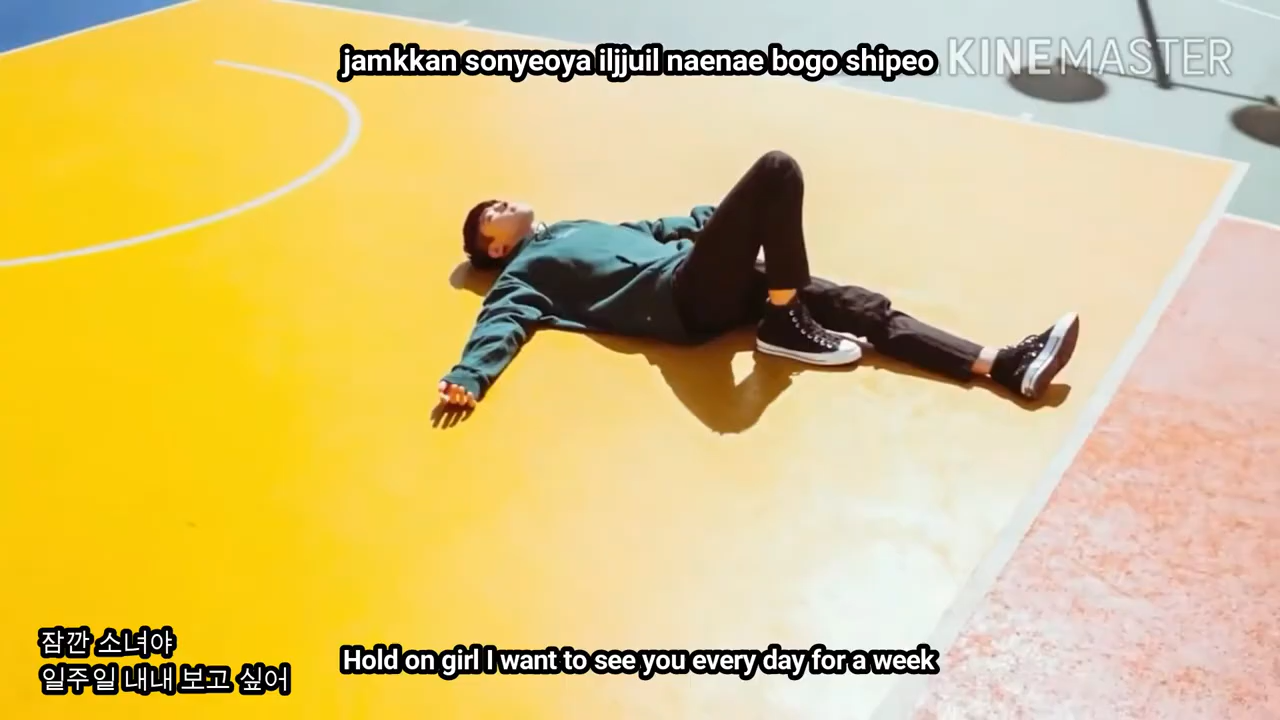 jamkkan sonyeoya iljjuil naenae bogo shipeo
KINEMASTER
잠깐 소녀야
일주일 내내 보고 싶어
Hold on girl I want to see you every day for a week